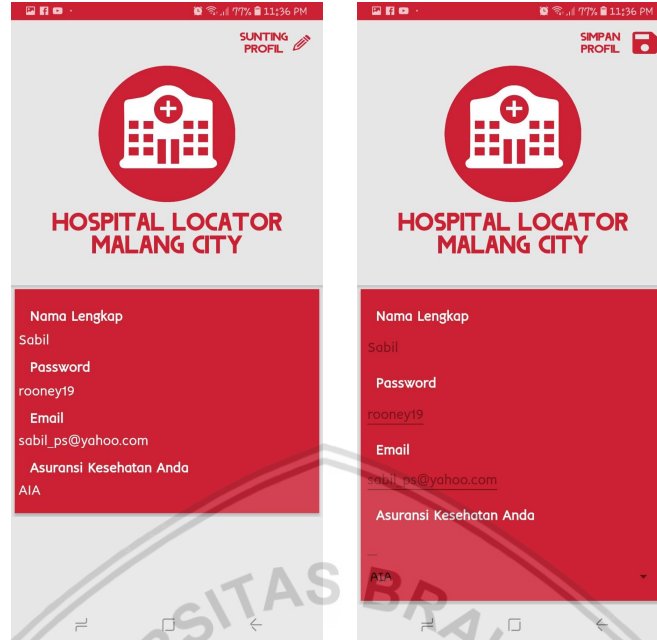 77% 11:36 PM
SUNTING
PROFIL
HOSPITAL LOCATOR
MALANG CITY
Nama Lengkap
Sabil
Password
rooney19
Email
sabil_ps@yahoo.com
Asuransi Kesehatan Anda
AIA
77% 11:36 PM
SIMPAN
PROFIL
HOSPITAL LOCATOR
MALANG CITY
Nama Lengkap
Sabil
Password
rooney19
Email
sabil_ps@yahoo.com
Asuransi Kesehatan Anda
AIA